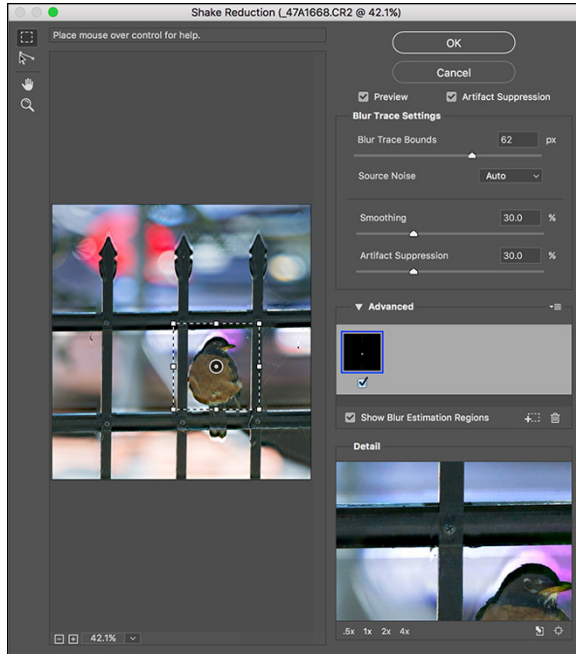 Shake Reduction (_47A1668.CR2 @ 42.1%)
Place mouse over control for help.
OK
Cancel
Preview
Artifact Suppression
Blur Trace Settings
Blur Trace Bounds 62 px
Source Noise Auto
Smoothing 30.0 %
Artifact Suppression 30.0 %
Advanced
Show Blur Estimation Regions
Detail
.5x 1x 2x 4x
42.1%